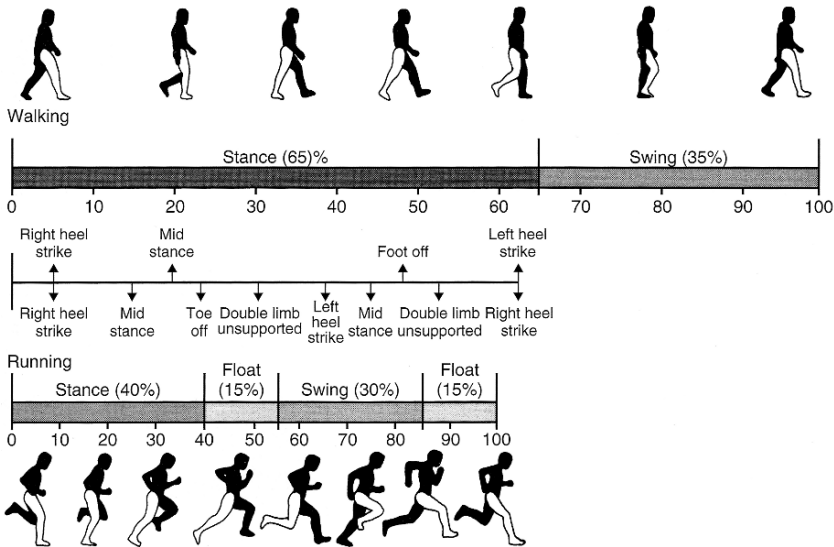 Walking
Stance (65)%
Swing (35%)
0 10 20 30 40 50 60 70 80 90 100
Right heel
strike
Mid
stance
Foot off
Left heel
strike
Right heel
strike
Mid
stance
Toe
off
Double limb
unsupported
Left
heel
strike
Mid
stance
Double limb
unsupported
Right heel
strike
Running
Stance (40%)
Float
(15%)
Swing (30%)
Float
(15%)
0 10 20 30 40 50 60 70 80 90 100